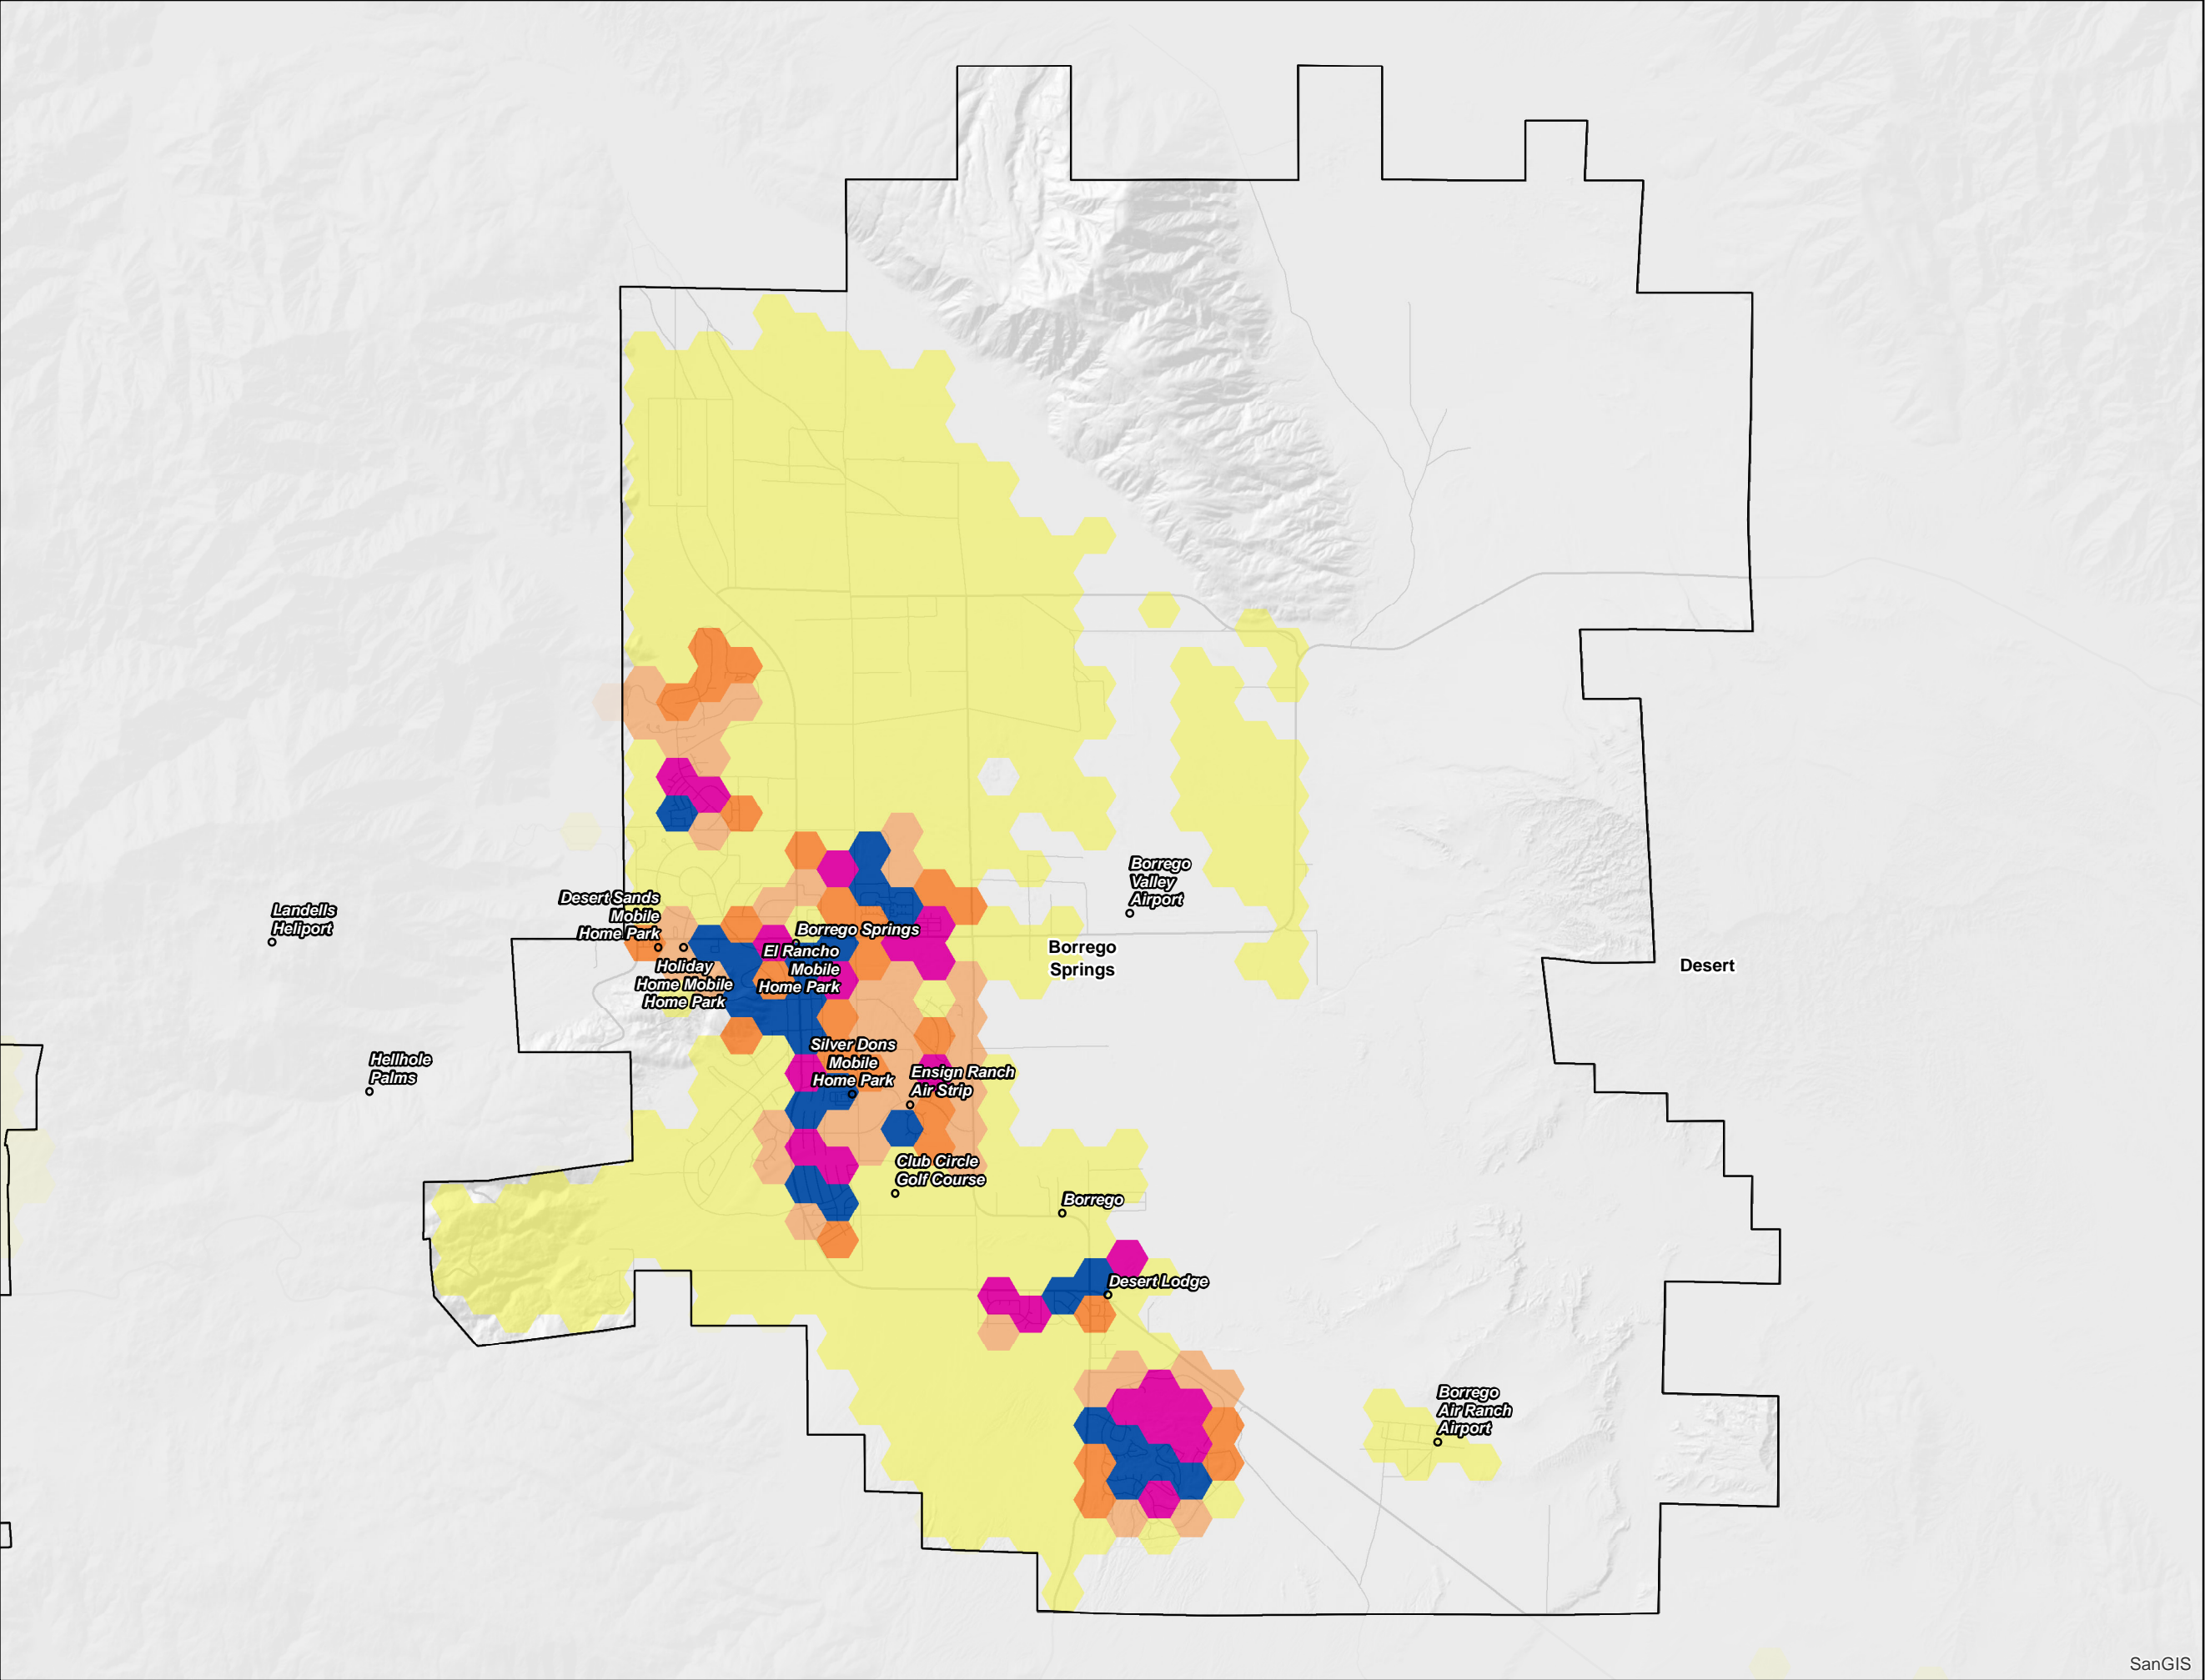 Borrego
Valley
Airport
Desert Sands
Mobile
Home Park
Landells
Heliport
Borrego Springs
El Rancho
Mobile
Home Park
Borrego
Springs
Desert
Holiday
Home Mobile
Home Park
Silver Dons
Mobile
Home Park
Hellhole
Palms
Ensign Ranch
Air Strip
Club Circle
Golf Course
Borrego
Desert Lodge
Borrego
Air Ranch
Airport
SanGIS